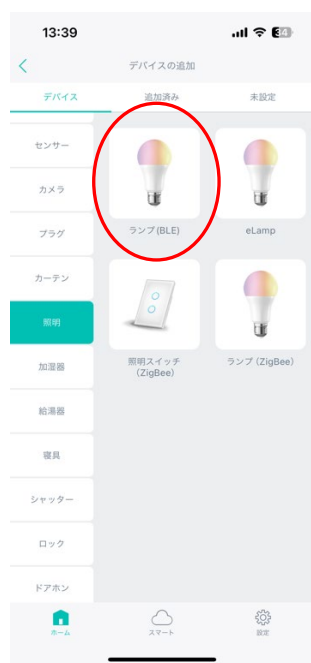 13:39
34
デバイスの追加
デバイス
追加済み
未設定
センサー
カメラ
プラグ
カーテン
照明
加湿器
給湯器
寝具
シャッター
ロック
ドアホン
ランプ(BLE)
eLamp
照明スイッチ
(ZigBee)
ランプ (ZigBee)
ホーム
スマート
設定